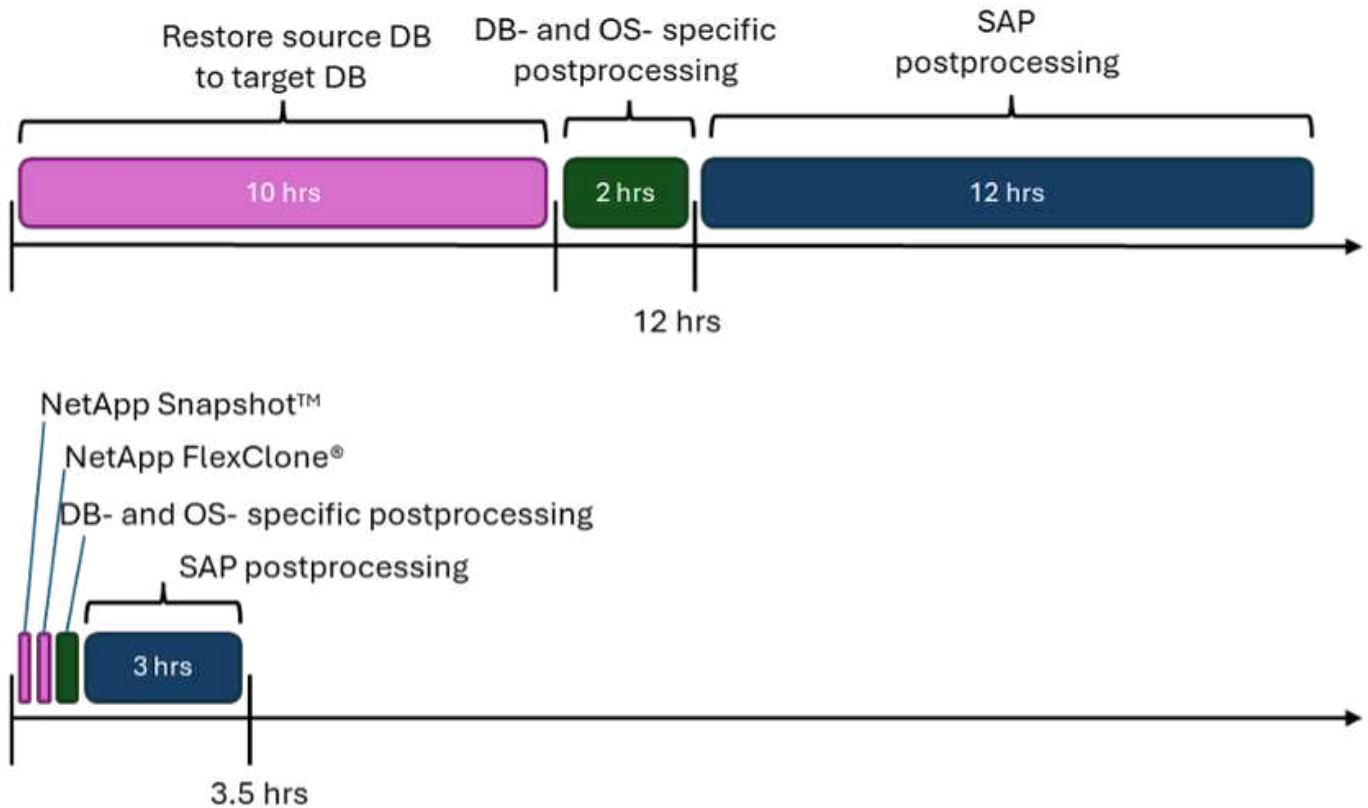 Restore source DB
to target DB
DB- and OS- specific
postprocessing
SAP
postprocessing
10 hrs
2 hrs
12 hrs
12 hrs
NetApp Snapshot™
NetApp FlexClone®
DB- and OS- specific postprocessing
SAP postprocessing
3 hrs
3.5 hrs